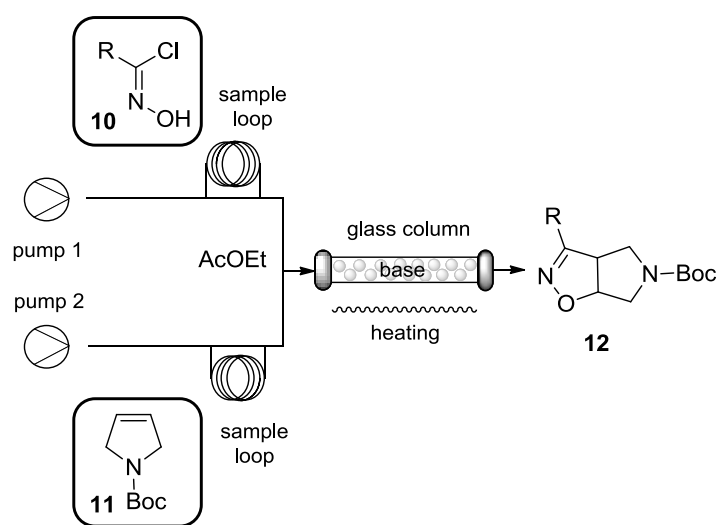 R
Cl
N
OH
10
sample
loop
pump 1
AcOEt
glass column
base
heating
R
N
O
N
Boc
12
pump 2
sample
loop
N
11
Boc